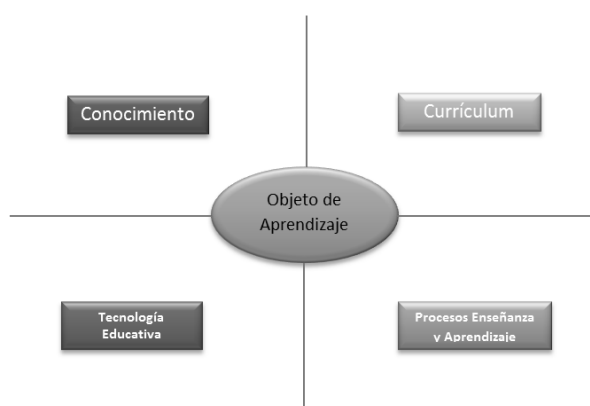 Conocimiento
Currículum
Objeto de
Aprendizaje
Tecnología
Educativa
Procesos Enseñanza
y Aprendizaje